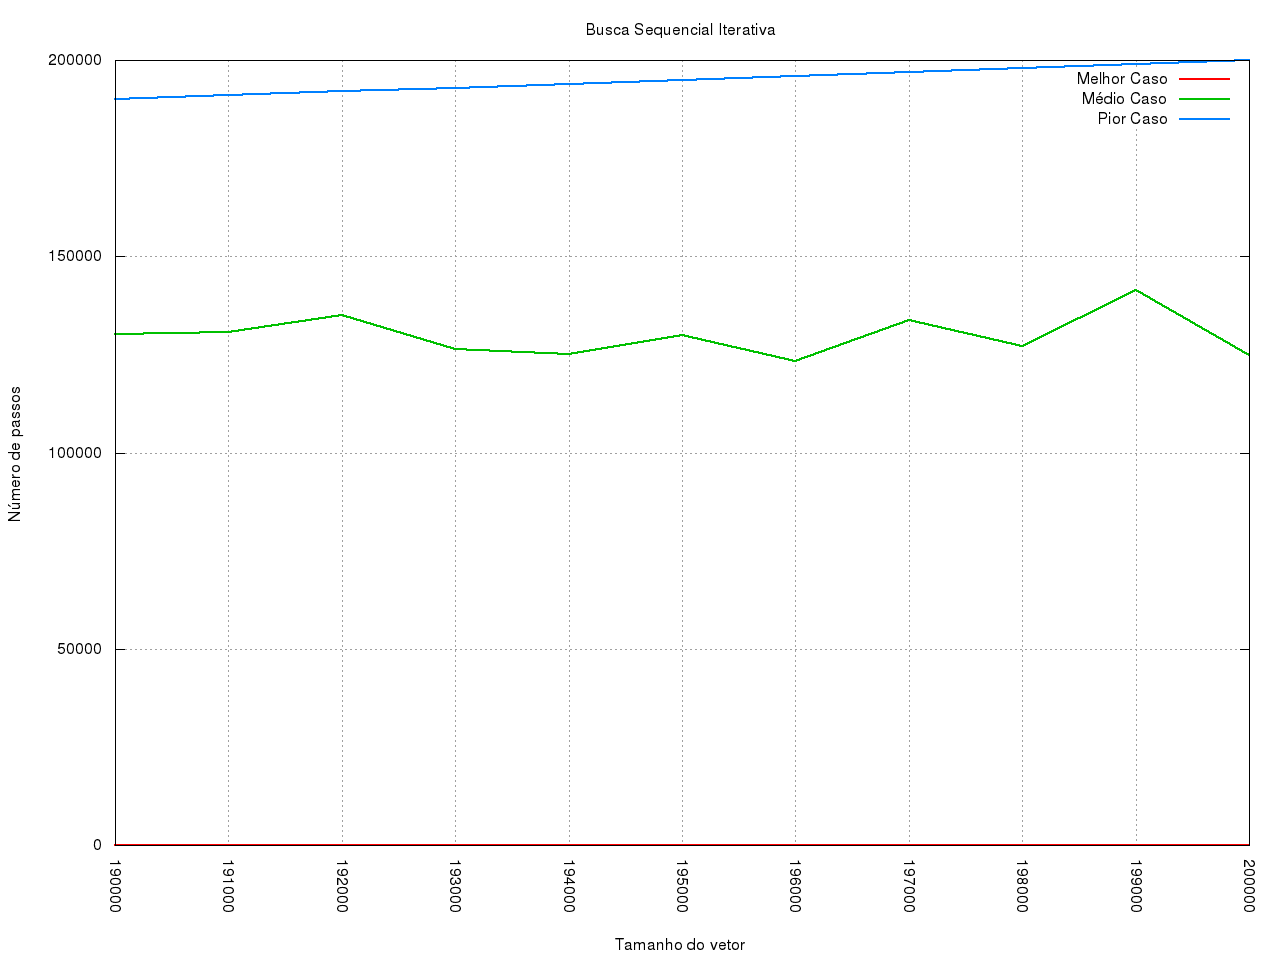 Busca Sequencial Iterativa
200000
150000
100000
50000
0
Número de passos
Melhor Caso
Médio Caso
Pior Caso
190000
191000
192000
193000
194000
195000
196000
197000
198000
199000
200000
Tamanho do vetor